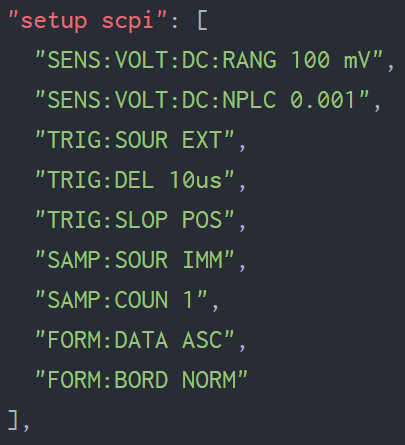 "setup scpi": [
"SENS:VOLT:DC:RANG 100 mV",
"SENS:VOLT:DC:NPLC 0.001",
"TRIG:SOUR EXT",
"TRIG:DEL 10us",
"TRIG:SLOP POS",
"SAMP:SOUR IMM",
"SAMP:COUN 1",
"FORM:DATA ASC",
"FORM:BORD NORM"
],